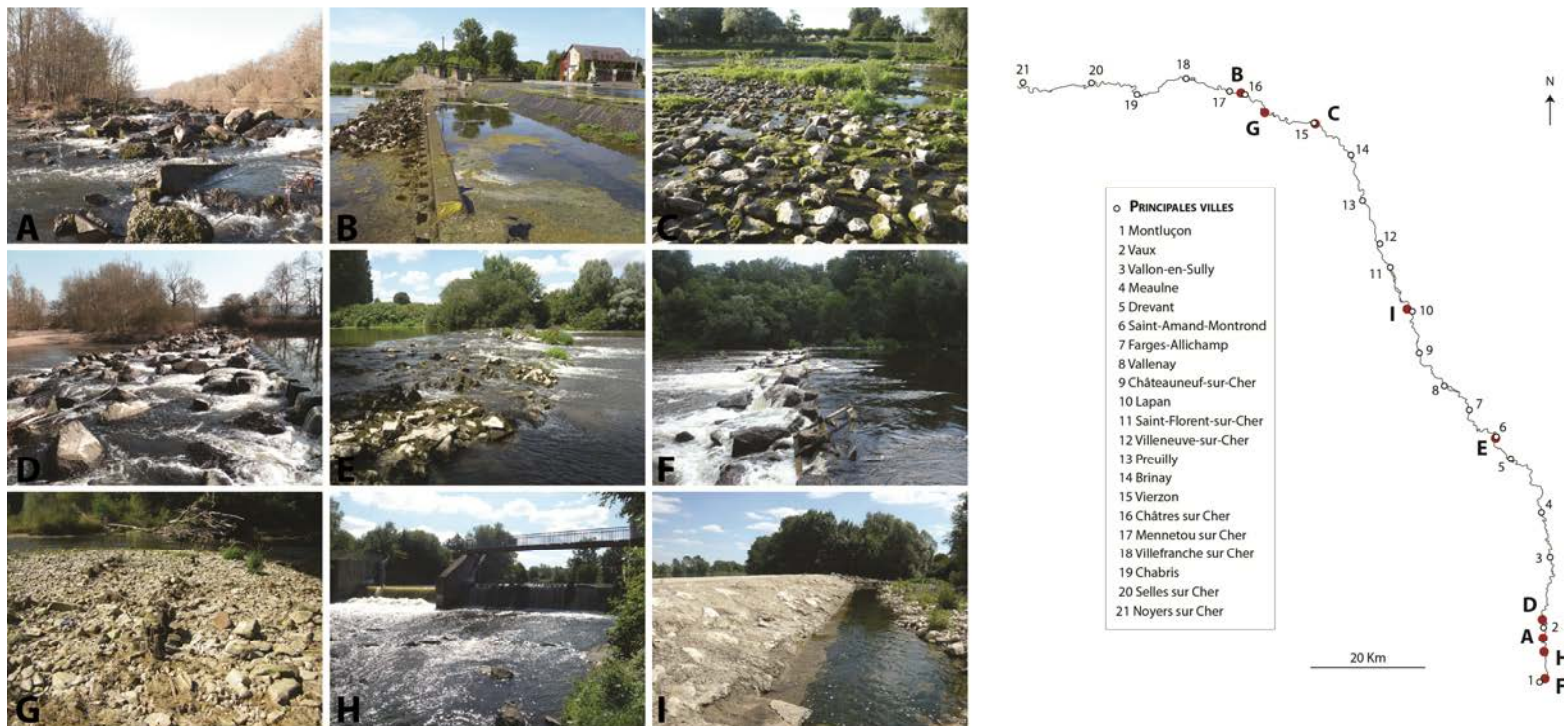 A
B
C
D
E
F
G
H
I
21
20
19
18
17
B
16
G
15
C
14
13
12
11
I
10
9
8
7
6
E
5
4
3
D
2
A
H
1
F
N
PRINCIPALES VILLES
1 Montluçon
2 Vaux
3 Vallon-en-Sully
4 Meaulne
5 Drevant
6 Saint-Amand-Montrond
7 Farges-Allichamp
8 Vallenay
9 Châteauneuf-sur-Cher
10 Lapan
11 Saint-Florent-sur-Cher
12 Villeneuve-sur-Cher
13 Preuilly
14 Brinay
15 Vierzon
16 Châtres sur Cher
17 Mennetou sur Cher
18 Villefranche sur Cher
19 Chabris
20 Selles sur Cher
21 Noyers sur Cher
20 Km